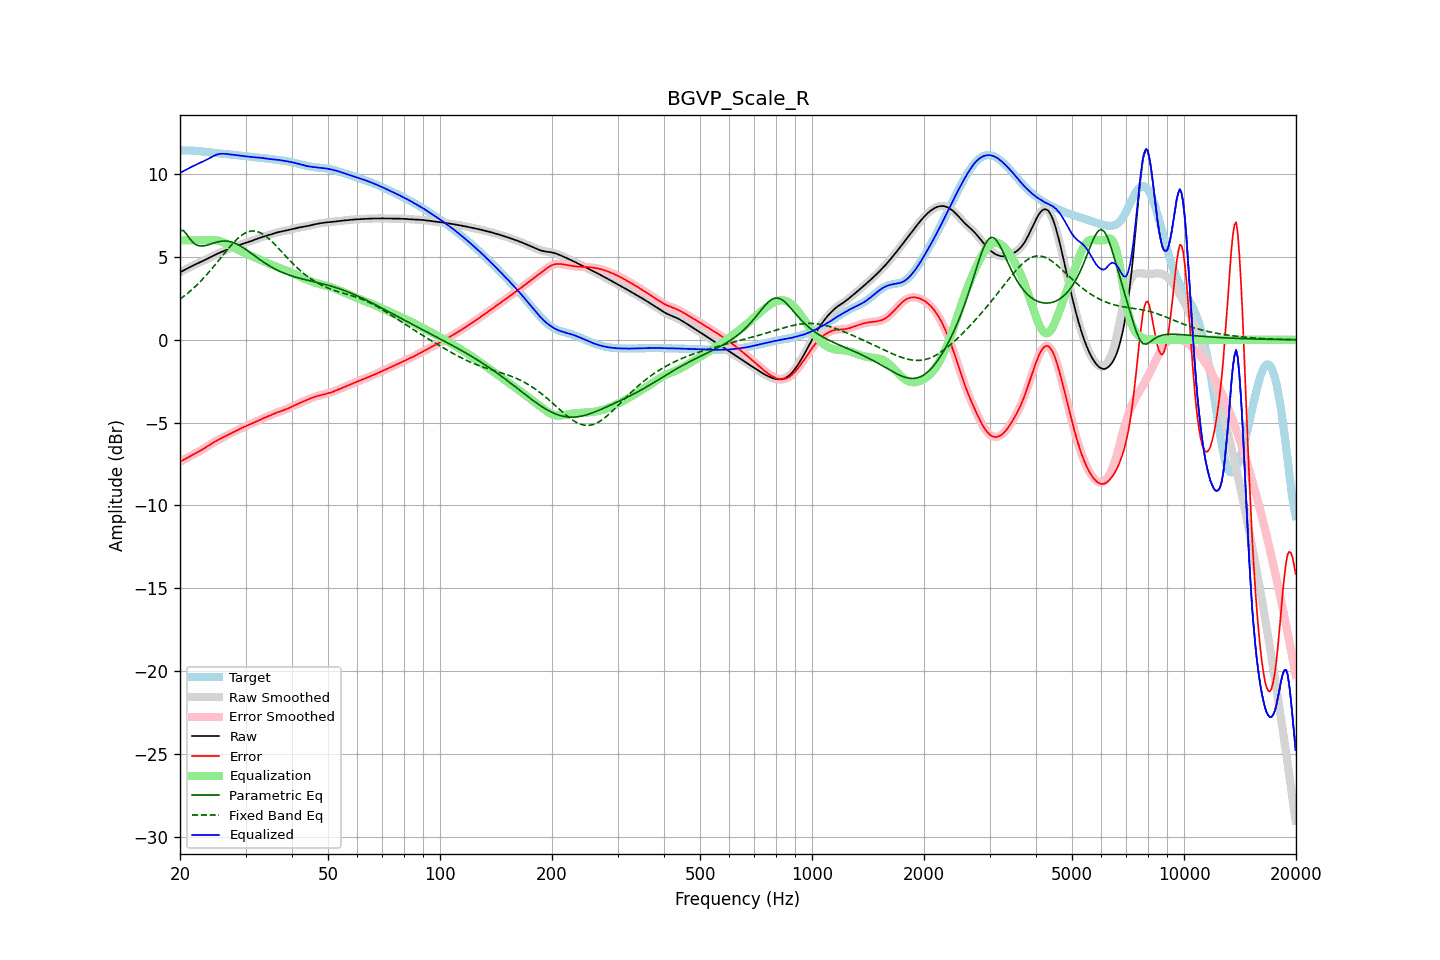 BGVP_Scale_R
Amplitude (dBr)
10
5
0
−5
−10
−15
−20
−25
−30
Target
Raw Smoothed
Error Smoothed
Raw
Error
Equalization
Parametric Eq
Fixed Band Eq
Equalized
20 50 100 200 500 1000 2000 5000 10000 20000
Frequency (Hz)